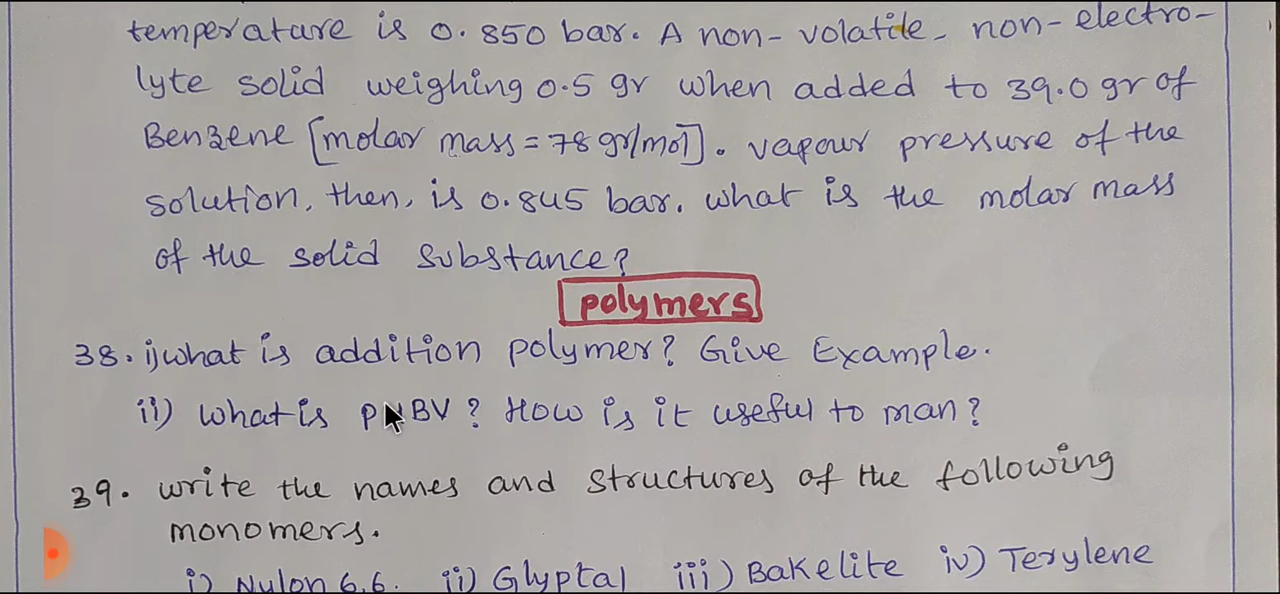 temperature is 0.850 bar. A non-volatile, non-electro-
lyte solid weighing 0.5 gr when added to 39.0 gr of
Benzene [molar mass = 78 gr/mol]. vapour pressure of the
solution, then, is 0.845 bar. what is the molar mass
of the solid substance?
polymers
38. i) what is addition polymer? Give Example.
ii) what is PHBV? How is it useful to man?
39. write the names and structures of the following
monomers.
i) Nylon 6,6. ii) Glyptal iii) Bakelite iv) Terylene